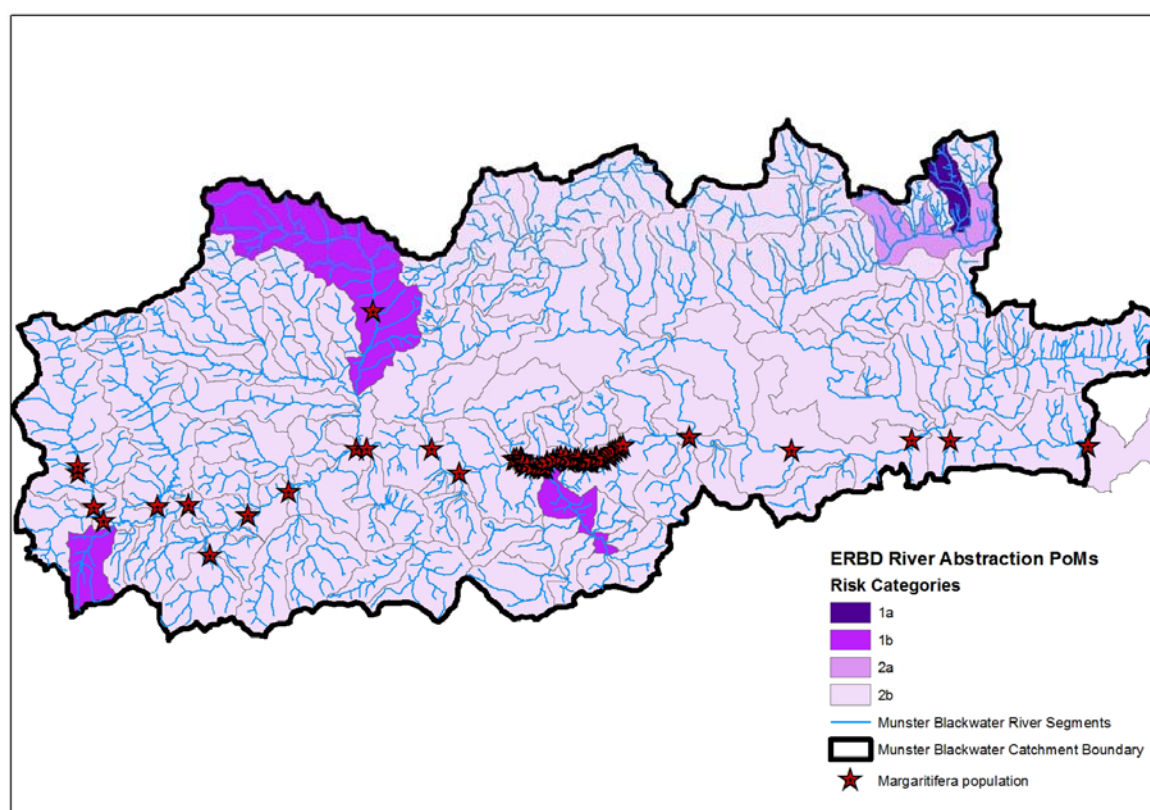 ERBD River Abstraction PoMs
Risk Categories
1a
1b
2a
2b
Munster Blackwater River Segments
Munster Blackwater Catchment Boundary
Margaritifera population